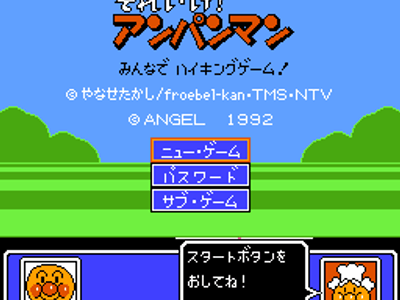 それいけ!
アンパンマン
みんなで ハイキングゲーム!
©やなせたかし/froebel-kan・TMS・NTV
©ANGEL 1992
ニュー・ゲーム
パスワード
サブ・ゲーム
スタートボタンを
おしてね!